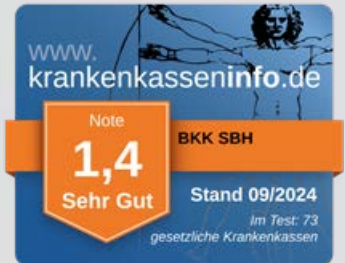 www.
krankenkasseninfo.de
Note
1,4
Sehr Gut
BKK SBH
Stand 09/2024
Im Test: 73
gesetzliche Krankenkassen